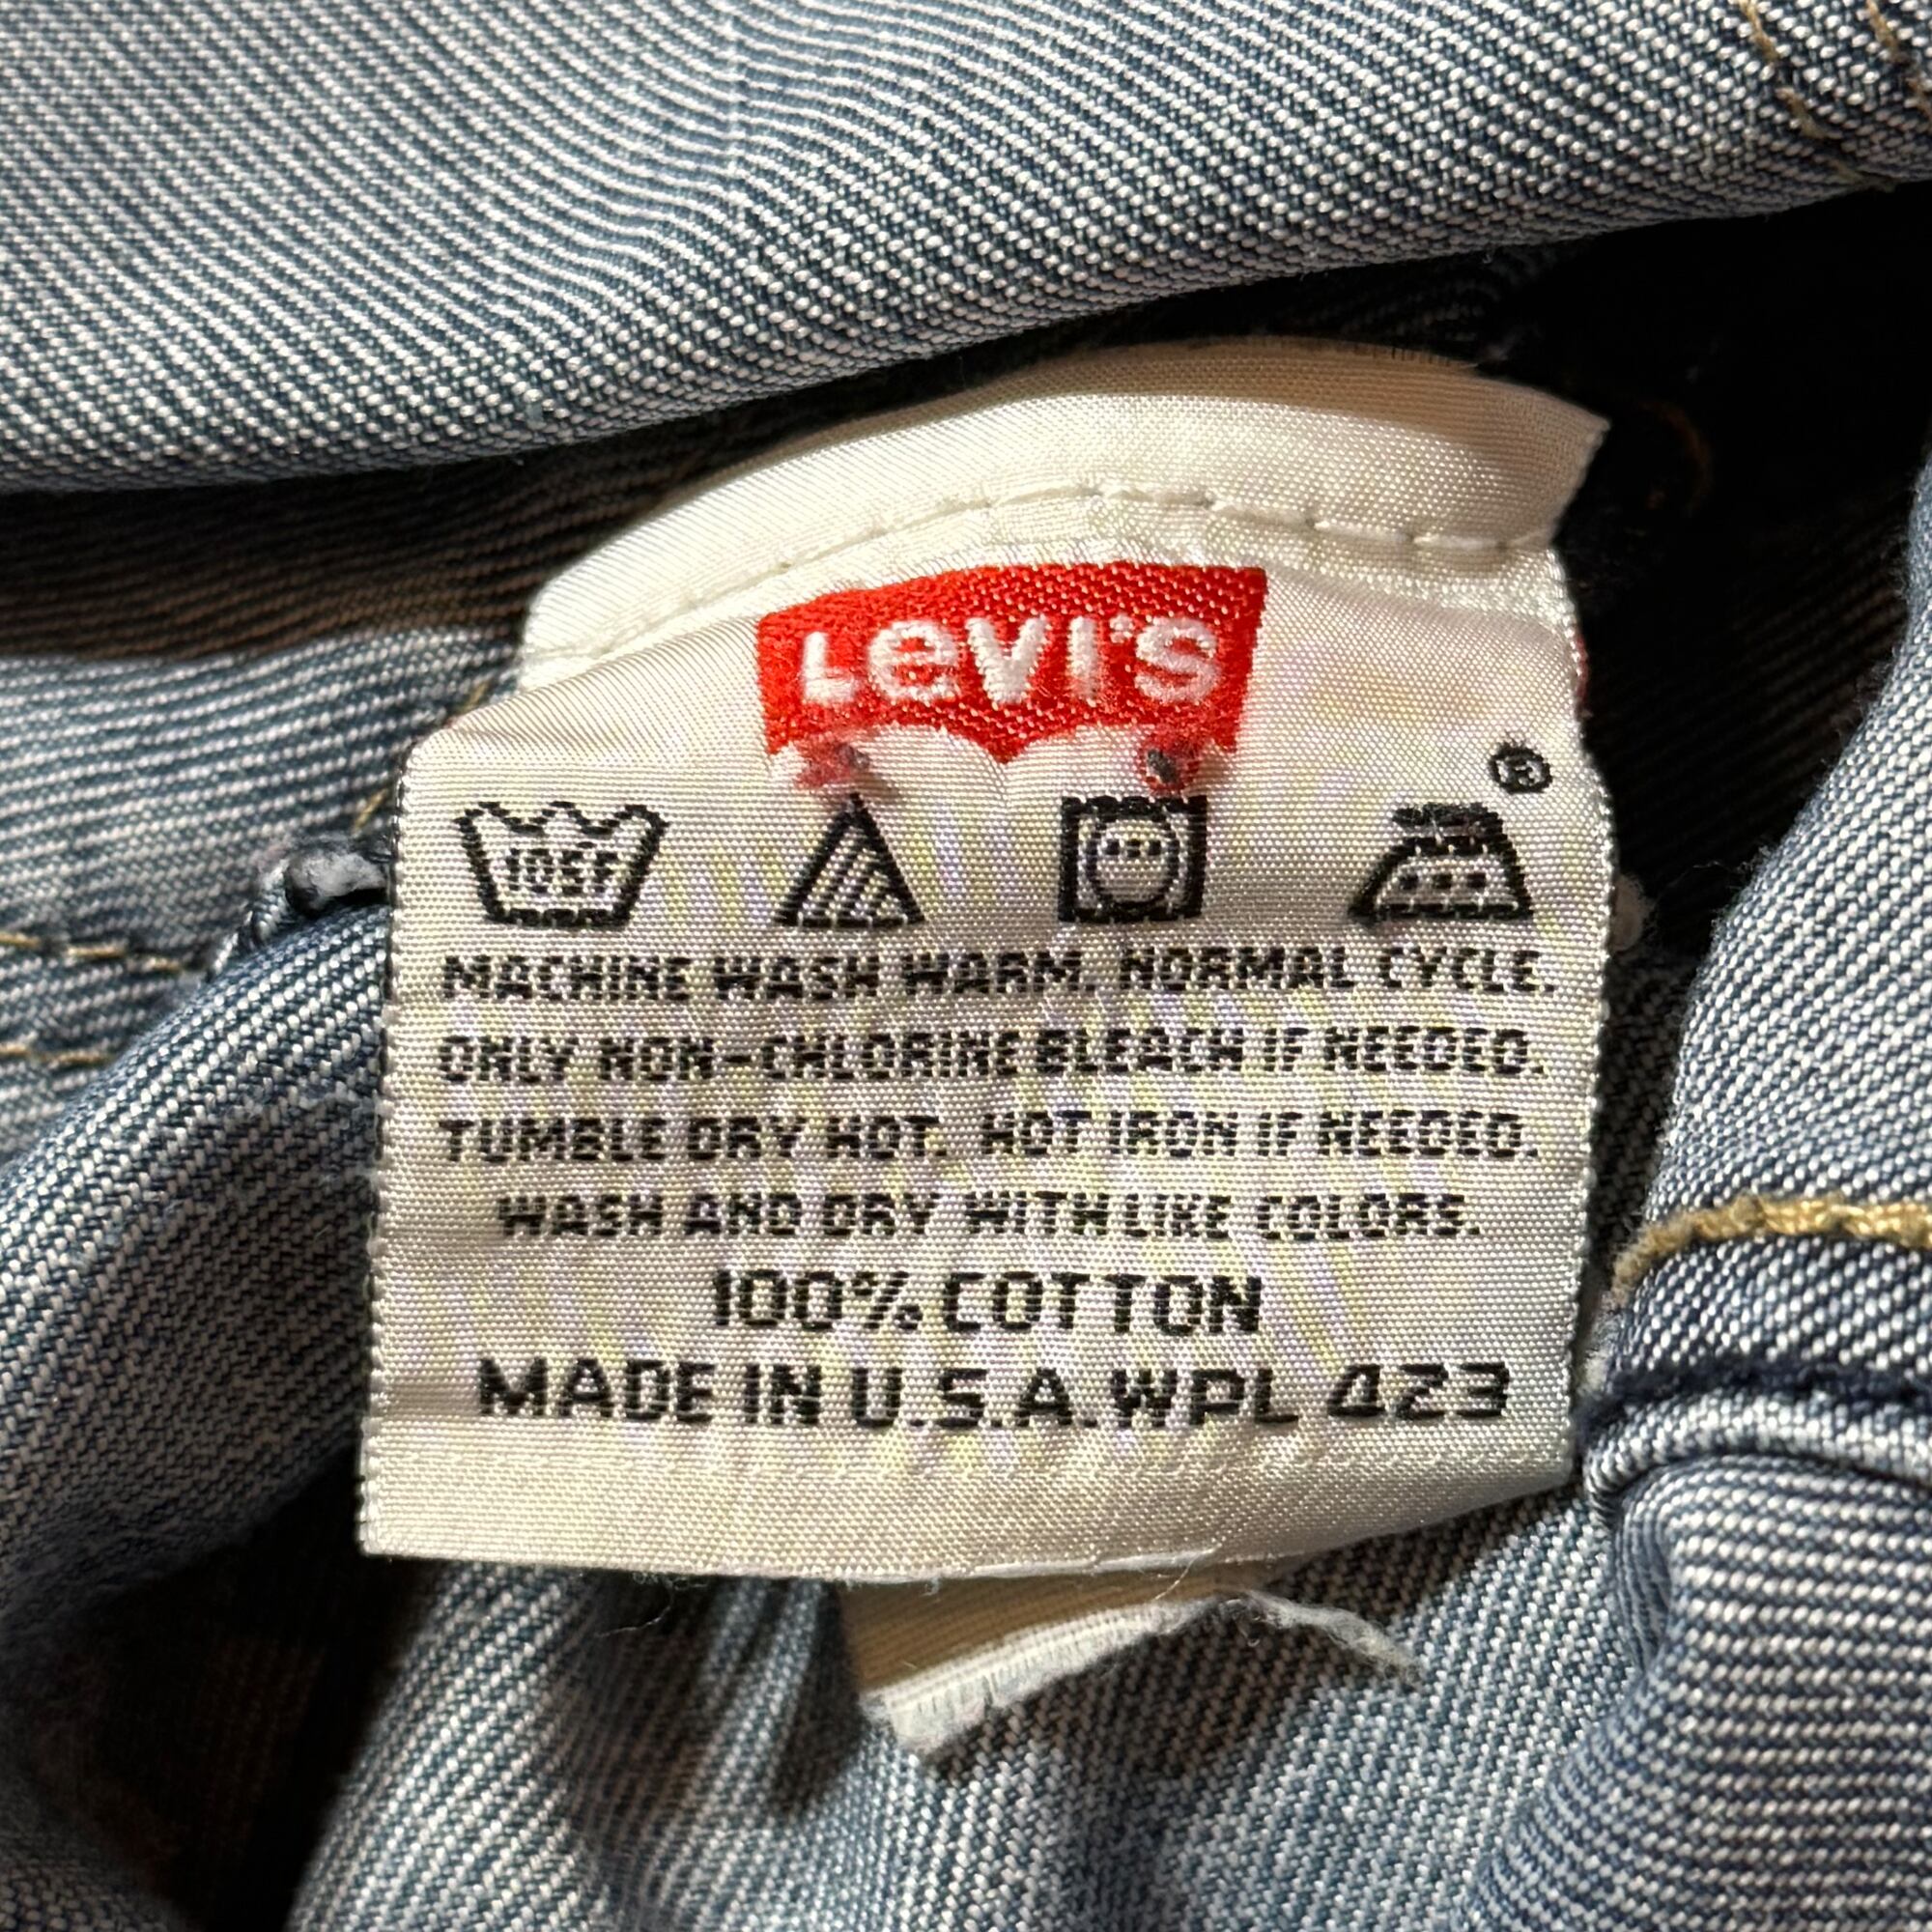 Levi's
®
105F
MACHINE WASH WARM. NORMAL CYCLE.
ONLY NON-CHLORINE BLEACH IF NEEDED.
TUMBLE DRY HOT. HOT IRON IF NEEDED.
WASH AND DRY WITH LIKE COLORS.
100% COTTON
MADE IN U.S.A. WPL 423